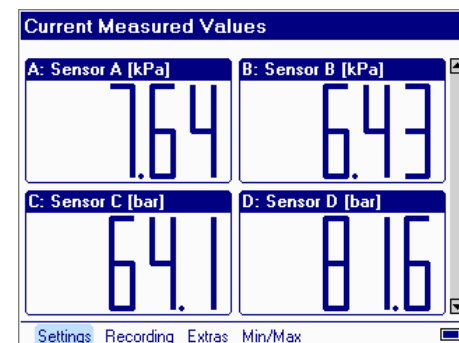 Current Measured Values
A: Sensor A [kPa] B: Sensor B [kPa]
7.64 6.43
C: Sensor C [bar] D: Sensor D [bar]
64.1 81.6
Settings Recording Extras Min/Max